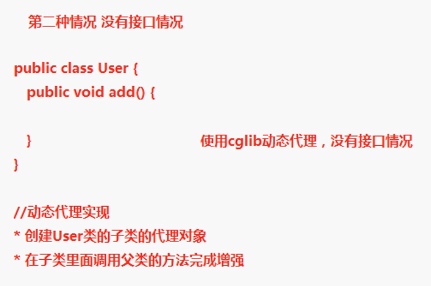 第二种情况 没有接口情况
public class User {
public void add() {
} 使用cglib动态代理，没有接口情况
}
//动态代理实现
* 创建User类的子类的代理对象
* 在子类里面调用父类的方法完成增强